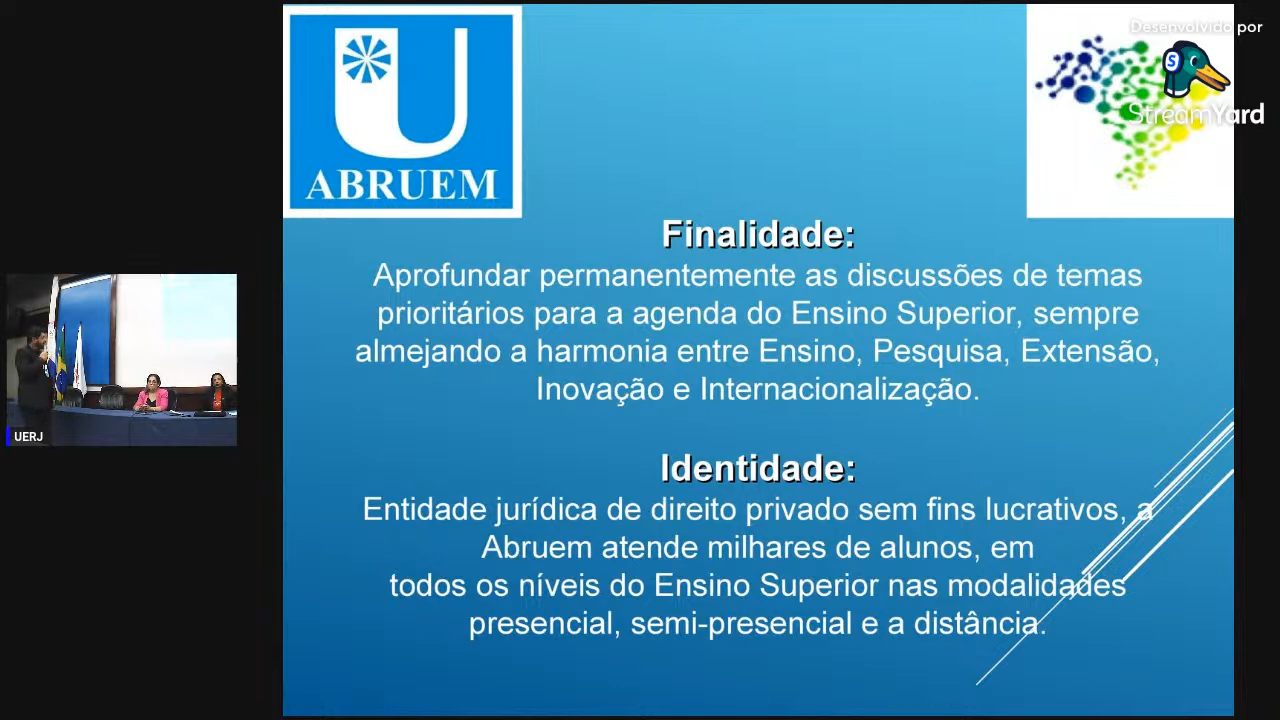 ABRUEM
Desenvolvido por
S
StreamYard
Finalidade:
Aprofundar permanentemente as discussões de temas
prioritários para a agenda do Ensino Superior, sempre
almejando a harmonia entre Ensino, Pesquisa, Extensão,
Inovação e Internacionalização.
UERJ
Identidade:
Entidade jurídica de direito privado sem fins lucrativos, a
Abruem atende milhares de alunos, em
todos os níveis do Ensino Superior nas modalidades
presencial, semi-presencial e a distância.